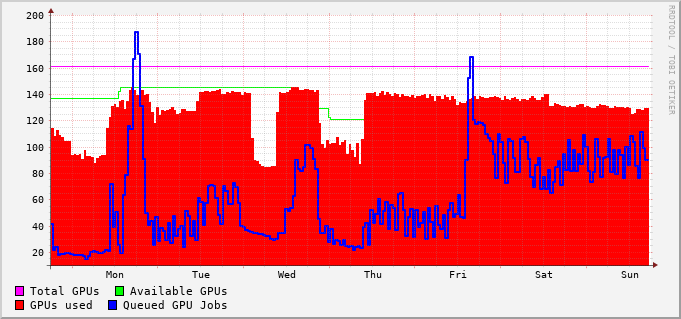 200
180
160
140
120
100
80
60
40
20
Mon Tue Wed Thu Fri Sat Sun
Total GPUs Available GPUs
GPUs used Queued GPU Jobs
RRDTOOL / TOBI OETIKER